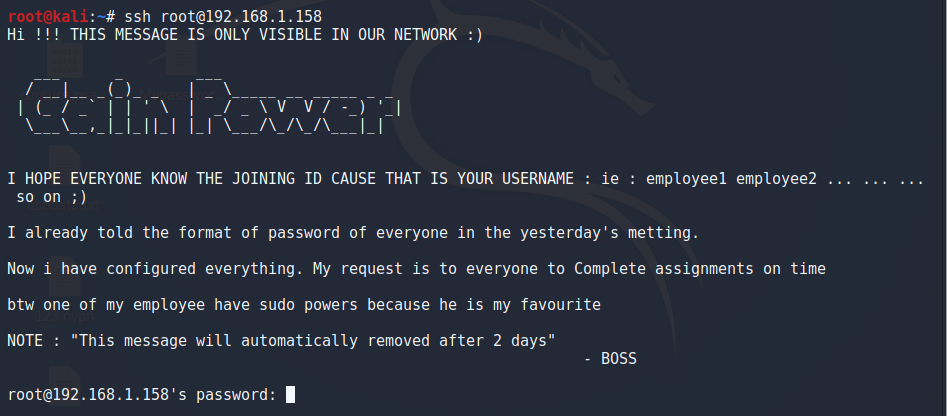 root@kali:~# ssh root@192.168.1.158
Hi !!! THIS MESSAGE IS ONLY VISIBLE IN OUR NETWORK :)
Gain Power
I HOPE EVERYONE KNOW THE JOINING ID CAUSE THAT IS YOUR USERNAME : ie : employee1 employee2 ... ... ...
so on ;)
I already told the format of password of everyone in the yesterday's metting.
Now i have configured everything. My request is to everyone to Complete assignments on time
btw one of my employee have sudo powers because he is my favourite
NOTE : "This message will automatically removed after 2 days"
- BOSS
root@192.168.1.158's password: